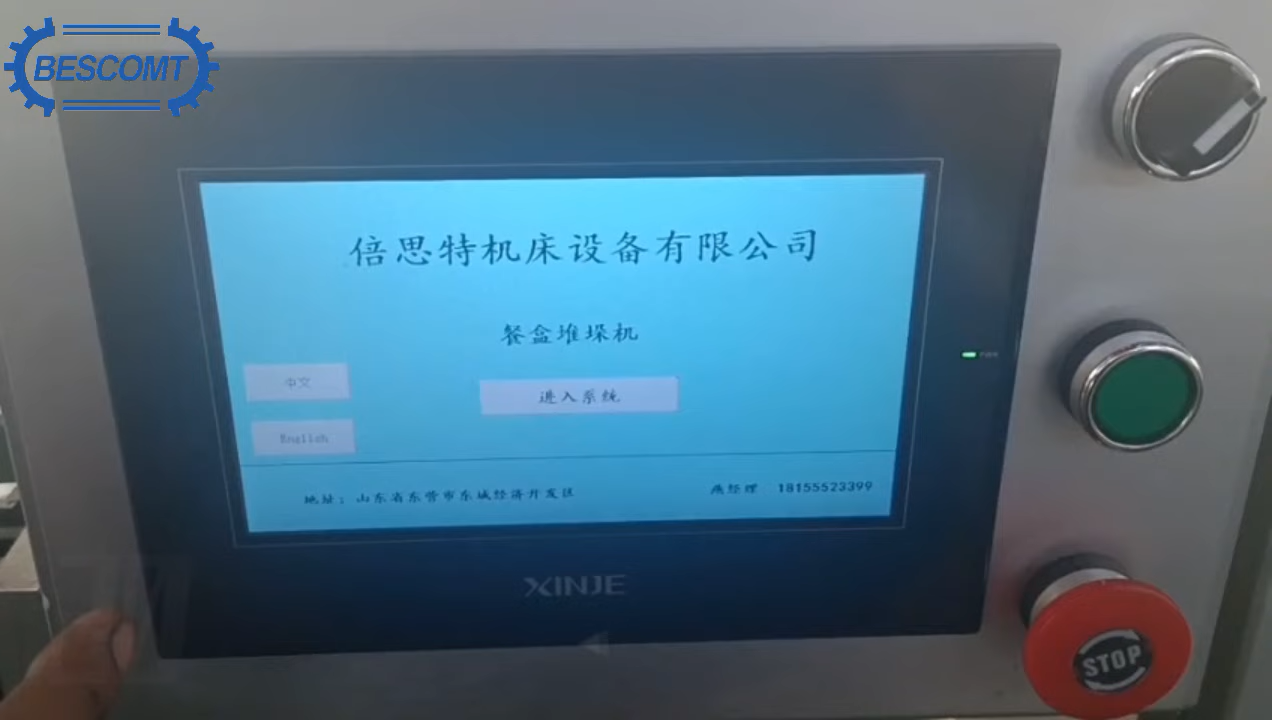 BESCOMT
倍思特机床设备有限公司
餐盒堆垛机
中文
进入系统
English
地址：山东省东营市东城经济开发区
经理 18155523399
XINJE
STOP